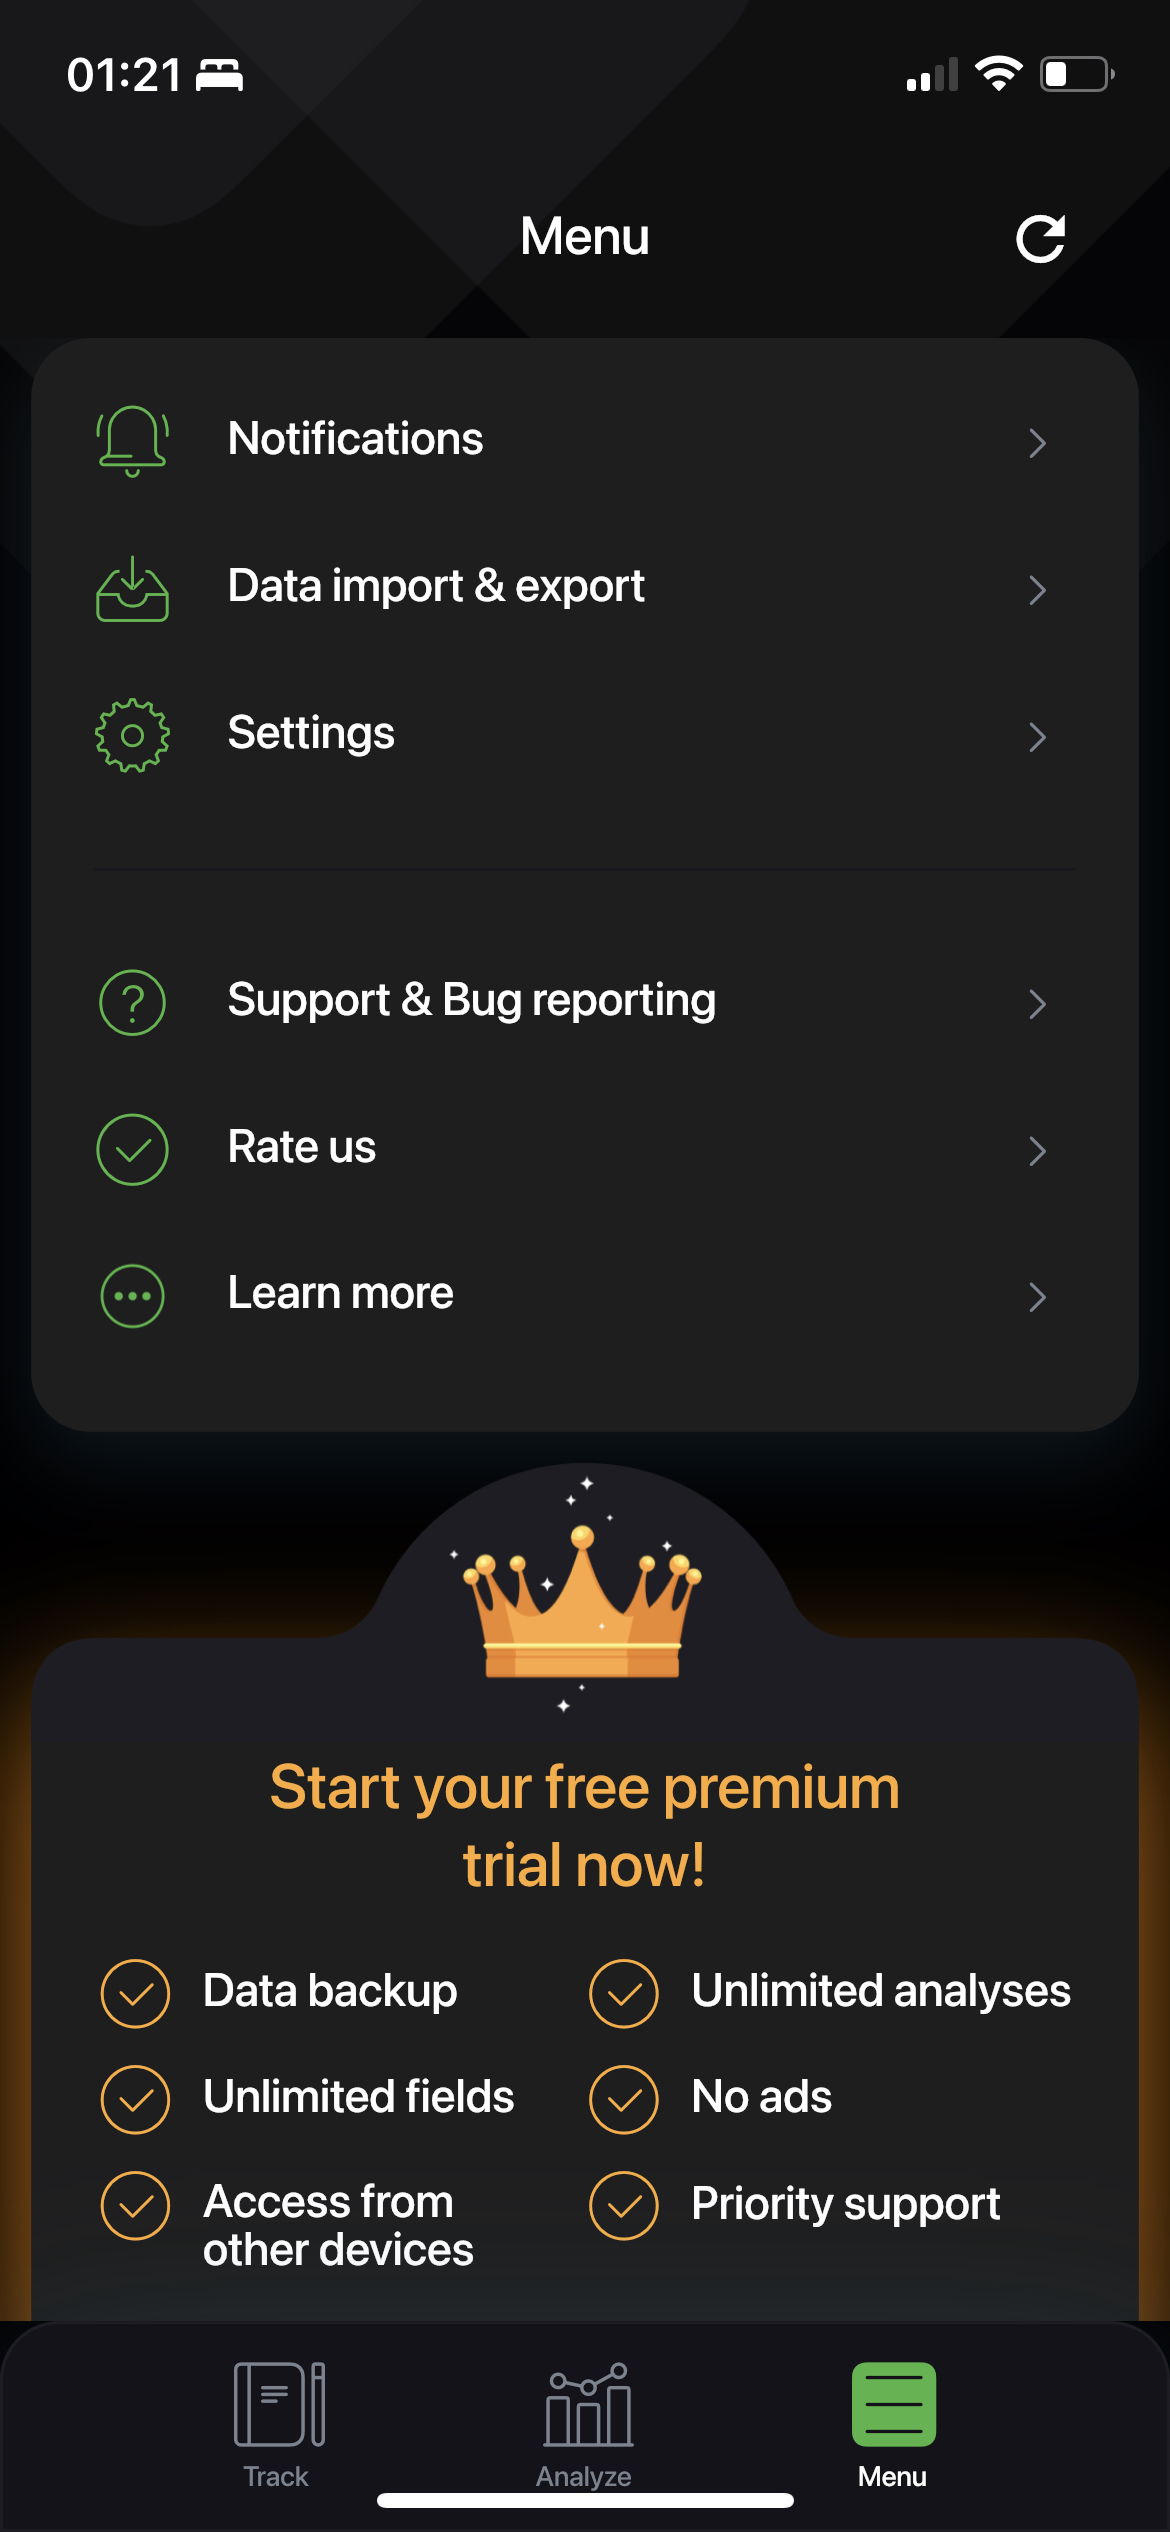 01:21
Menu
Notifications
Data import & export
Settings
Support & Bug reporting
Rate us
Learn more
Start your free premium
trial now!
Data backup
Unlimited analyses
Unlimited fields
No ads
Access from
other devices
Priority support
Track
Analyze
Menu